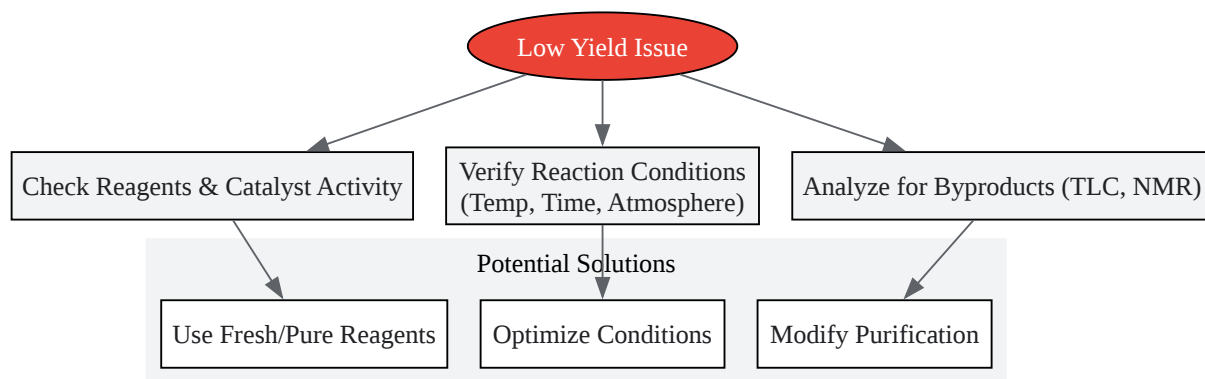 Low Yield Issue
Check Reagents & Catalyst Activity
Verify Reaction Conditions
(Temp, Time, Atmosphere)
Analyze for Byproducts (TLC, NMR)
Potential Solutions
Use Fresh/Pure Reagents
Optimize Conditions
Modify Purification